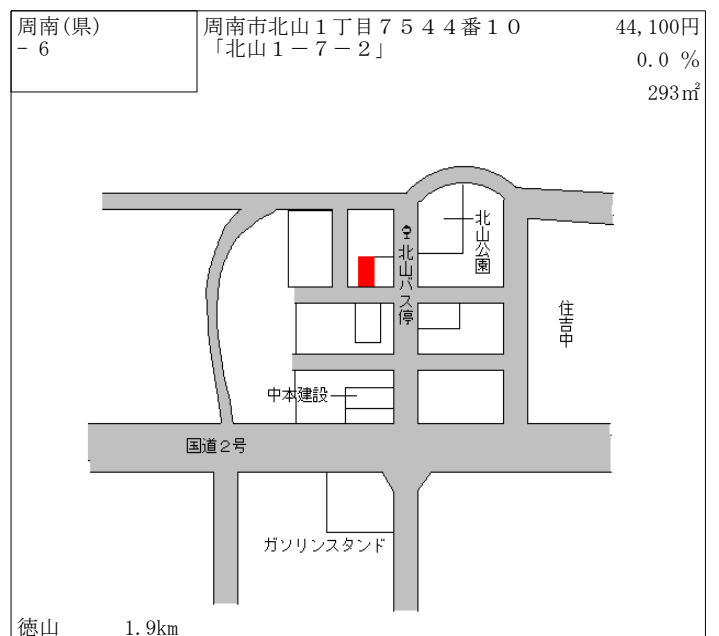 周南(県)
－ 6
周南市北山１丁目７５４４番１０
「北山１－７－２」
44,100円
0.0 %
293㎡
北山公園
北山バス停
住吉中
中本建設
国道２号
ガソリンスタンド
徳山 1.9km